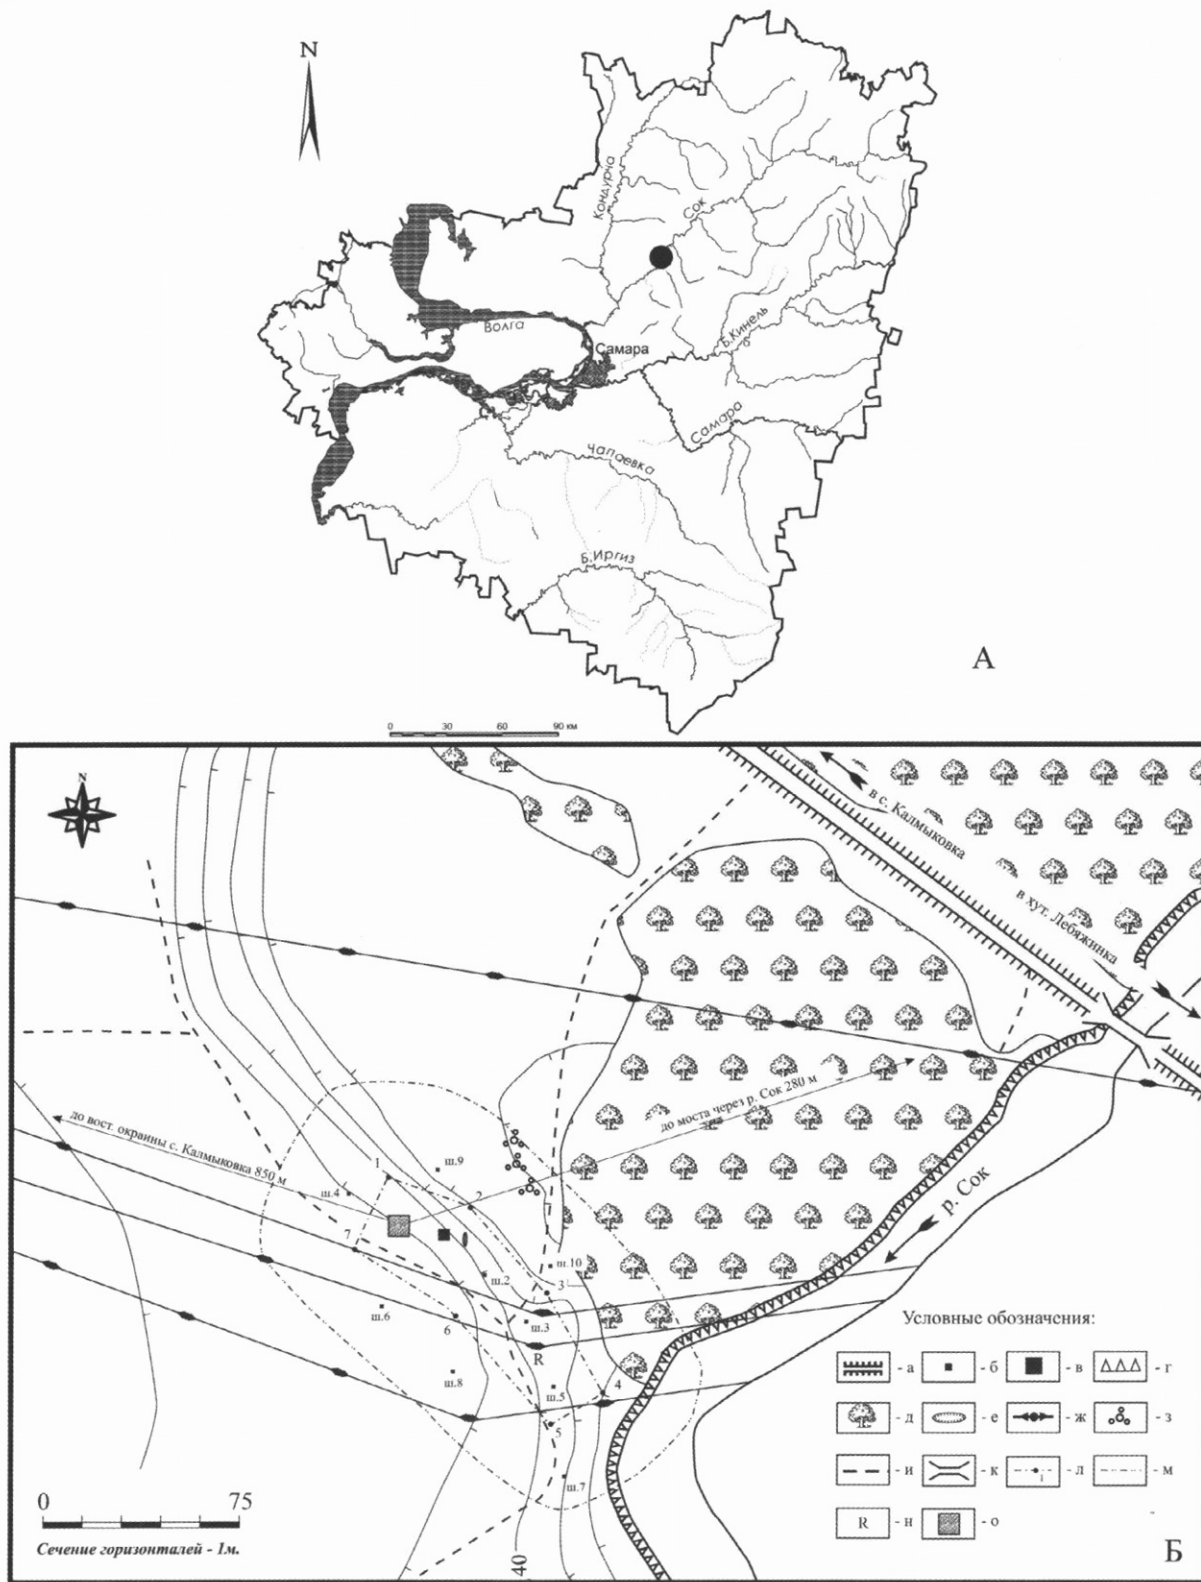 N
Кондурча
Сок
Волга
Самара
Б.Кинель
Самара
Чапаевка
Б.Иргиз
А
0 30 60 90 км
N
в с. Калмыковка
в хут. Лебяжинка
до вост. окраины с. Калмыковка 850 м
до моста через р. Сок 280 м
р. Сок
1
ш.9
2
ш.4
7
ш.10
ш.2
3
ш.6
6
ш.3
R
ш.8
ш.5
4
5
ш.7
40
Условные обозначения:
- а - б - в - г
- д - е - ж - з
- и - к - л - м
R - н - о
0 75
Сечение горизонталей - 1м.
Б